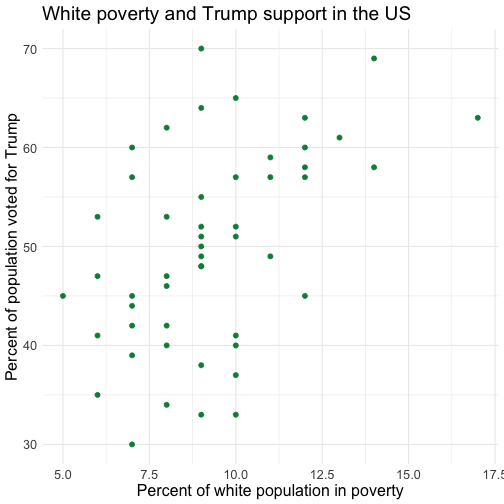 White poverty and Trump support in the US
Percent of population voted for Trump
70
60
50
40
30
5.0 7.5 10.0 12.5 15.0 17.5
Percent of white population in poverty